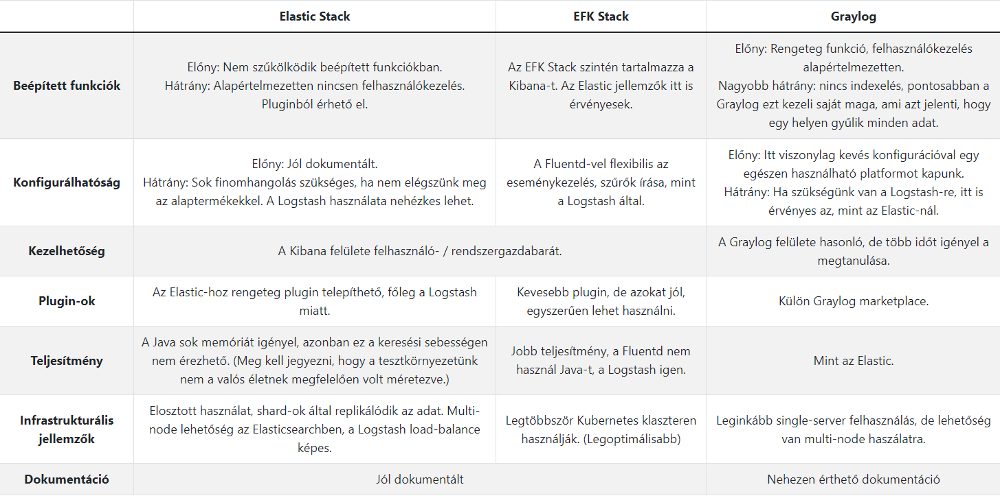 Elastic Stack
EFK Stack
Graylog
Beépített funkciók
Előny: Nem szűkölködik beépített funkciókban.
Hátrány: Alapértelmezetten nincsen felhasználókezelés.
Pluginból érhető el.
Az EFK Stack szintén tartalmazza a
Kibana-t. Az Elastic jellemzők itt is
érvényesek.
Előny: Rengeteg funkció, felhasználókezelés
alapértelmezetten.
Nagyobb hátrány: nincs indexelés, pontosabban a
Graylog ezt kezeli saját maga, ami azt jelenti, hogy
egy helyen gyűlik minden adat.
Konfigurálhatóság
Előny: Jól dokumentált.
Hátrány: Sok finomhangolás szükséges, ha nem elégszünk meg
az alaptermékekkel. A Logstash használata nehézkes lehet.
A Fluentd-vel flexibilis az
eseménykezelés, szűrők írása, mint
a Logstash által.
Előny: Itt viszonylag kevés konfigurációval egy
egészen használható platformot kapunk.
Hátrány: Ha szükségünk van a Logstash-re, itt is
érvényes az, mint az Elastic-nál.
Kezelhetőség
A Kibana felülete felhasználó- / rendszergazdabarát.
A Graylog felülete hasonló, de több időt igényel a
megtanulása.
Plugin-ok
Az Elastic-hoz rengeteg plugin telepíthető, főleg a Logstash
miatt.
Kevesebb plugin, de azokat jól,
egyszerűen lehet használni.
Külön Graylog marketplace.
Teljesítmény
A Java sok memóriát igényel, azonban ez a keresési sebességen
nem érezhető. (Meg kell jegyezni, hogy a tesztkörnyezetünk
nem a valós életnek megfelelően volt méretezve.)
Jobb teljesítmény, a Fluentd nem
használ Java-t, a Logstash igen.
Mint az Elastic.
Infrastrukturális
jellemzők
Elosztott használat, shard-ok által replikálódik az adat. Multi-
node lehetőség az Elasticsearchben, a Logstash load-balance
képes.
Legtöbbször Kubernetes klaszteren
használják. (Legoptimálisabb)
Leginkább single-server felhasználás, de lehetőség
van multi-node haszálatra.
Dokumentáció
Jól dokumentált
Nehezen érthető dokumentáció